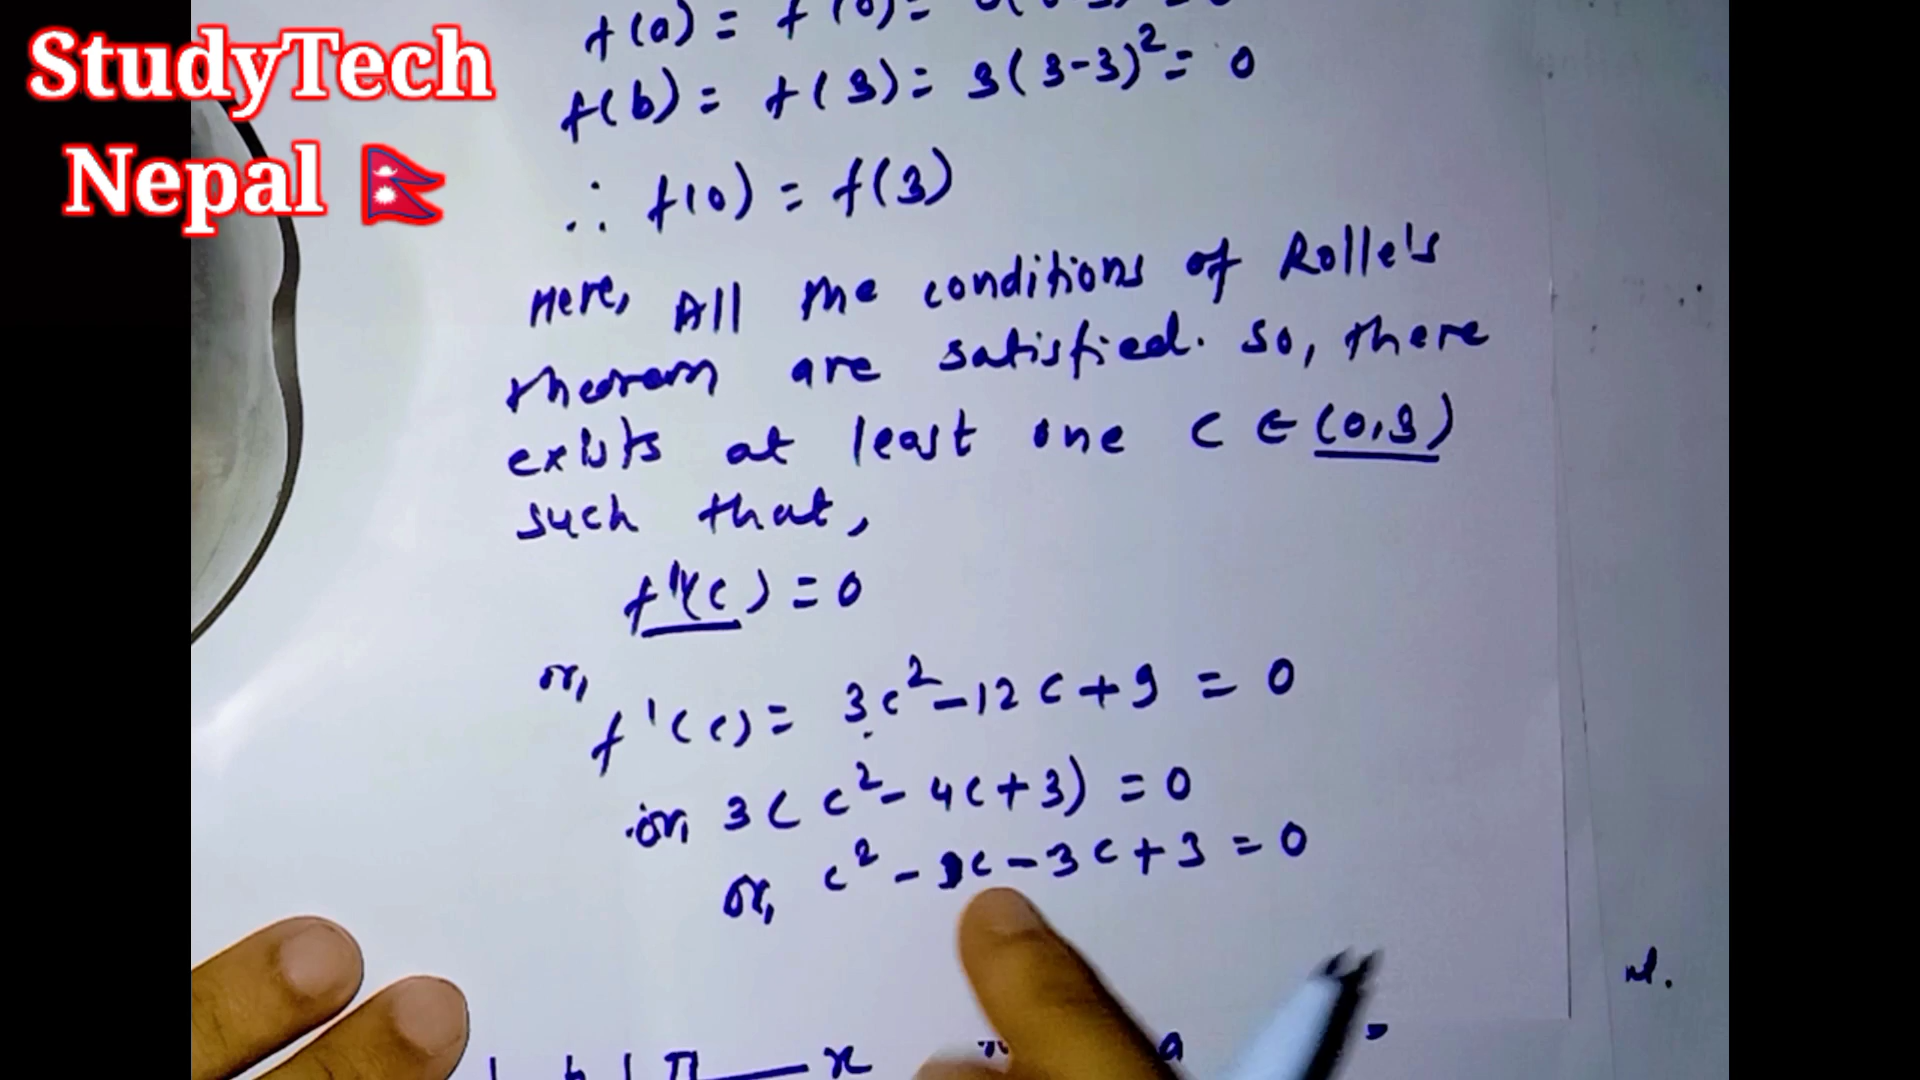 StudyTech
Nepal
f(a) = f(0) =
f(b) = f(3) = 3(3-3)² = 0
∴ f(0) = f(3)
Here, All the conditions of Rolle's
theorem are satisfied. So, there
exists at least one c ∈ (0,3)
such that,
f'(c) = 0
or,
f'(c) = 3c² - 12c + 9 = 0
or, 3(c² - 4c + 3) = 0
or, c² - c - 3c + 3 = 0
x